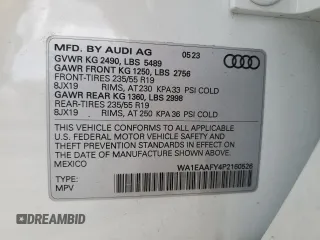 MFD. BY AUDI AG 05/23
GVWR KG 2490, LBS 5489
GAWR FRONT KG 1250, LBS 2756
FRONT-TIRES 235/55 R19
8JX19 RIMS, AT 230 KPA 33 PSI COLD
GAWR REAR KG 1360, LBS 2998
REAR-TIRES 235/55 R19
8JX19 RIMS, AT 250 KPA 36 PSI COLD
THIS VEHICLE CONFORMS TO ALL APPLICABLE
U.S. FEDERAL MOTOR VEHICLE SAFETY, BUMPER
AND THEFT PREVENTION STANDARDS IN EFFECT
ON THE DATE OF MANUFACTURE SHOWN ABOVE.
MEXICO
TYPE: WA1EAAFY4P2160526
MPV
AUTOBIDMASTER